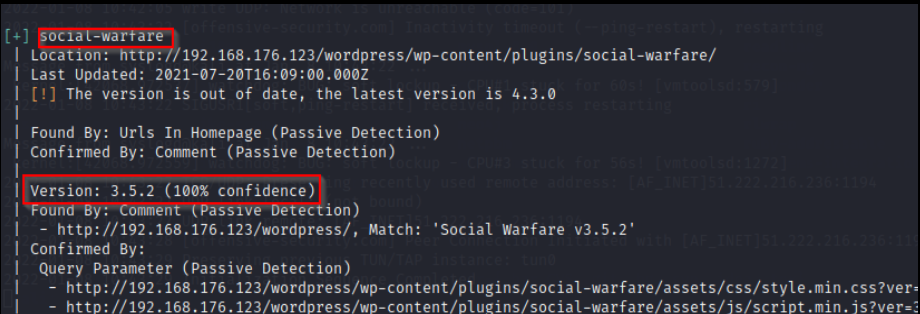 [+] social-warfare
| Location: http://192.168.176.123/wordpress/wp-content/plugins/social-warfare/
| Last Updated: 2021-07-20T16:09:00.000Z
| [!] The version is out of date, the latest version is 4.3.0
|
| Found By: Urls In Homepage (Passive Detection)
| Confirmed By: Comment (Passive Detection)
|
| Version: 3.5.2 (100% confidence)
| Found By: Comment (Passive Detection)
|  - http://192.168.176.123/wordpress/, Match: 'Social Warfare v3.5.2'
| Confirmed By:
|  Query Parameter (Passive Detection)
|   - http://192.168.176.123/wordpress/wp-content/plugins/social-warfare/assets/css/style.min.css?ver=
|   - http://192.168.176.123/wordpress/wp-content/plugins/social-warfare/assets/js/script.min.js?ver=3